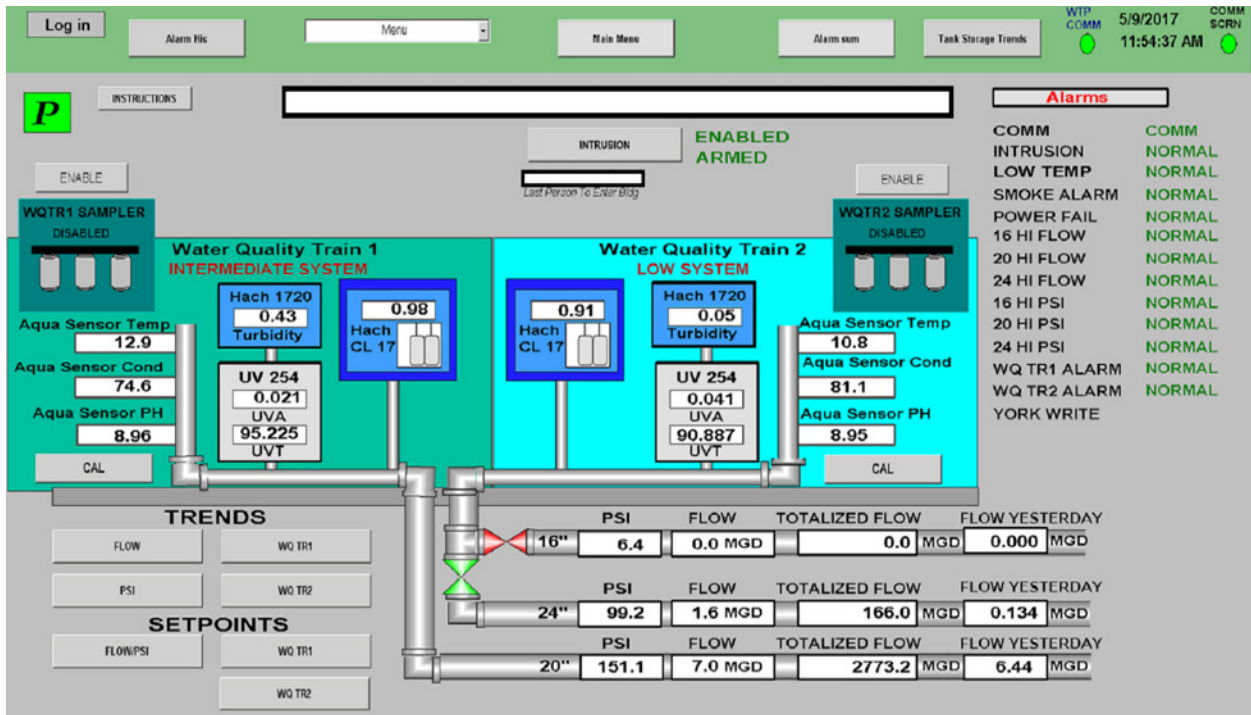 Log in
Alarm His
Menu
Main Menu
Alarm sum
Tank Storage Trends
WTP COMM
5/9/2017
11:54:37 AM
COMM SCRN
P
INSTRUCTIONS
INTRUSION
ENABLED
ARMED
Last Person To Enter Bldg
ENABLE
ENABLE
WQTR1 SAMPLER
DISABLED
WQTR2 SAMPLER
DISABLED
Water Quality Train 1
INTERMEDIATE SYSTEM
Hach 1720
0.43
Turbidity
0.98
Hach
CL 17
Aqua Sensor Temp
12.9
Aqua Sensor Cond
74.6
Aqua Sensor PH
8.96
CAL
UV 254
0.021
UVA
95.225
UVT
Water Quality Train 2
LOW SYSTEM
0.91
Hach
CL 17
Hach 1720
0.05
Turbidity
UV 254
0.041
UVA
90.887
UVT
Aqua Sensor Temp
10.8
Aqua Sensor Cond
81.1
Aqua Sensor PH
8.95
CAL
Alarms
COMM COMM
INTRUSION NORMAL
LOW TEMP NORMAL
SMOKE ALARM NORMAL
POWER FAIL NORMAL
16 HI FLOW NORMAL
20 HI FLOW NORMAL
24 HI FLOW NORMAL
16 HI PSI NORMAL
20 HI PSI NORMAL
24 HI PSI NORMAL
WQ TR1 ALARM NORMAL
WQ TR2 ALARM NORMAL
YORK WRITE
TRENDS
FLOW WQ TR1
PSI WQ TR2
SETPOINTS
FLOW/PSI WQ TR1
WQ TR2
PSI FLOW TOTALIZED FLOW FLOW YESTERDAY
16" 6.4 0.0 MGD 0.0 MGD 0.000 MGD
PSI FLOW TOTALIZED FLOW FLOW YESTERDAY
24" 99.2 1.6 MGD 166.0 MGD 0.134 MGD
PSI FLOW TOTALIZED FLOW FLOW YESTERDAY
20" 151.1 7.0 MGD 2773.2 MGD 6.44 MGD